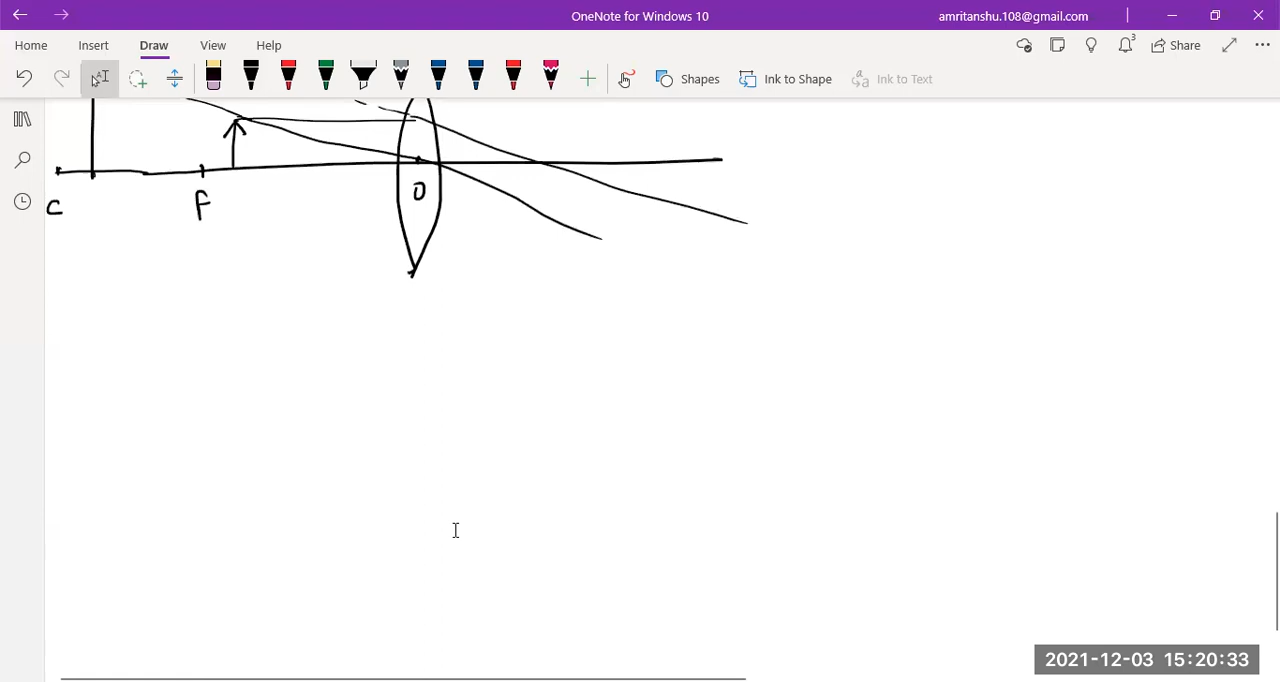 OneNote for Windows 10
amritanshu.108@gmail.com
Home Insert Draw View Help
3
Share
Shapes
Ink to Shape
Ink to Text
C
F
O
2021-12-03 15:20:33